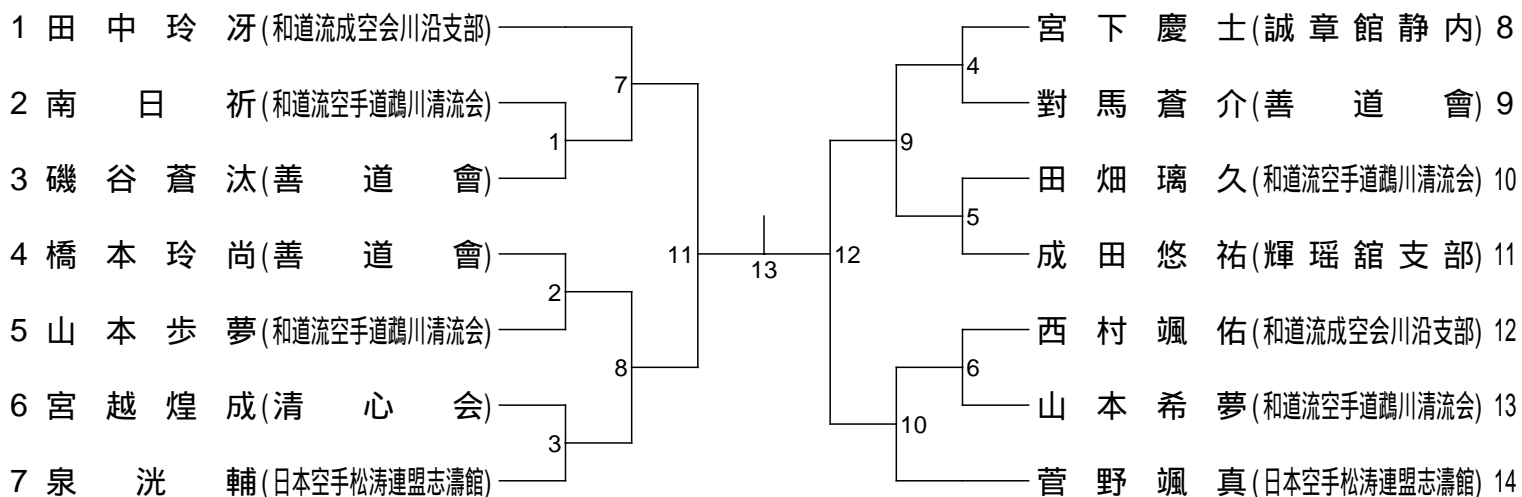 1 田中玲冴(和道流成空会川沿支部)
2 南日祈(和道流空手道鵡川清流会)
3 磯谷蒼汰(善道會)
4 橋本玲尚(善道會)
5 山本歩夢(和道流空手道鵡川清流会)
6 宮越煌成(清心会)
7 泉洸輔(日本空手松涛連盟志濤館)
7
1
2
8
3
11
13
12
宮下慶士(誠章館静内) 8
對馬蒼介(善道會) 9
田畑璃久(和道流空手道鵡川清流会) 10
成田悠祐(輝瑶舘支部) 11
西村颯佑(和道流成空会川沿支部) 12
山本希夢(和道流空手道鵡川清流会) 13
菅野颯真(日本空手松涛連盟志濤館) 14
4
9
5
6
10